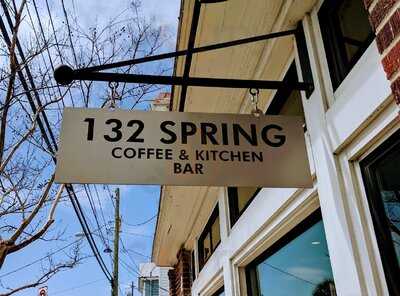 132 SPRING
COFFEE & KITCHEN
BAR